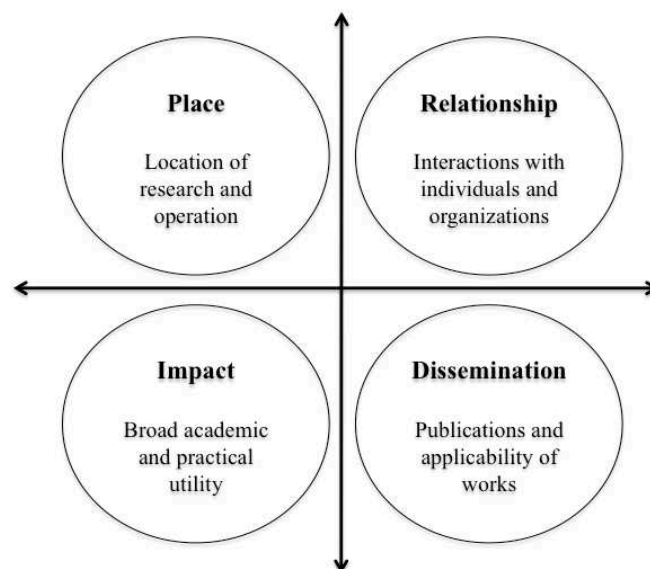 Place
Location of
research and
operation
Relationship
Interactions with
individuals and
organizations
Impact
Broad academic
and practical
utility
Dissemination
Publications and
applicability of
works